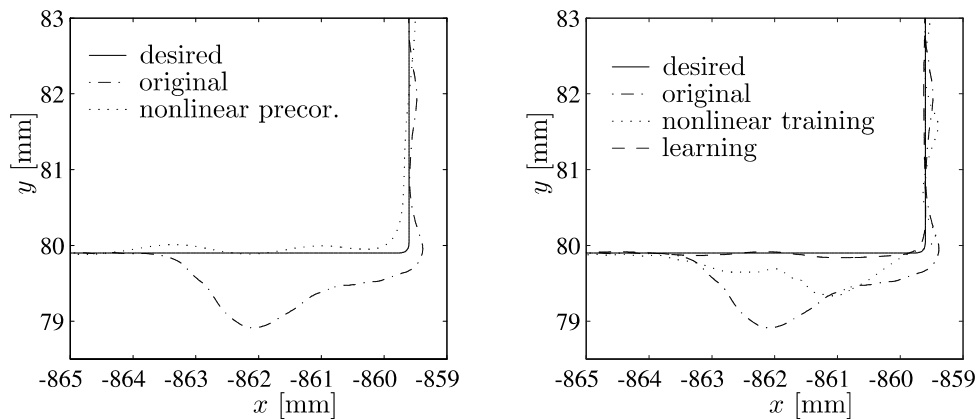 83
82
81
80
79
y [mm]
desired
original
nonlinear precor.
-865 -864 -863 -862 -861 -860 -859
x [mm]
83
82
81
80
79
y [mm]
desired
original
nonlinear training
learning
-865 -864 -863 -862 -861 -860 -859
x [mm]